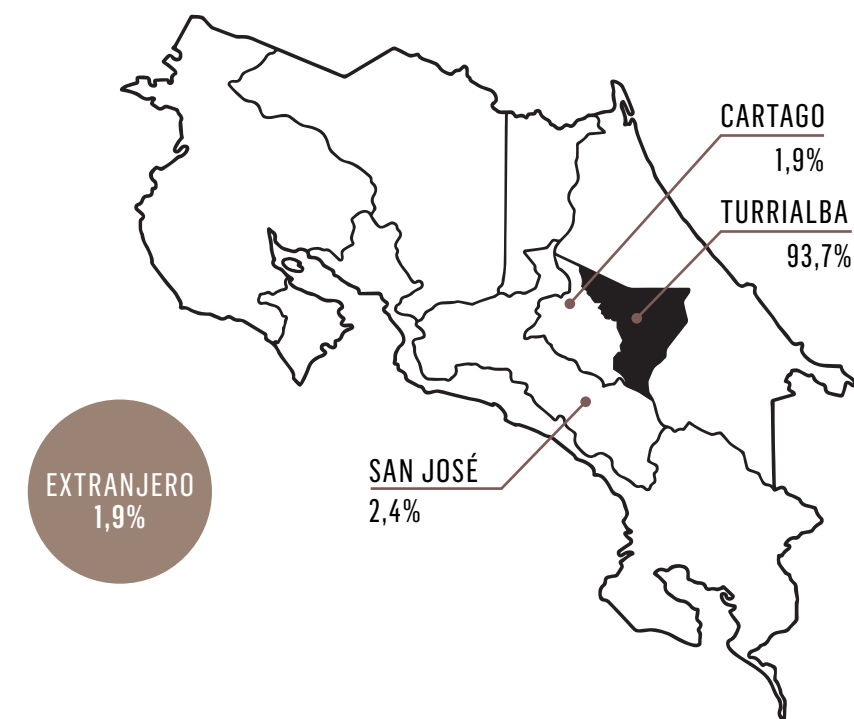 CARTAGO
1,9%
TURRIALBA
93,7%
SAN JOSÉ
2,4%
EXTRANJERO
1,9%